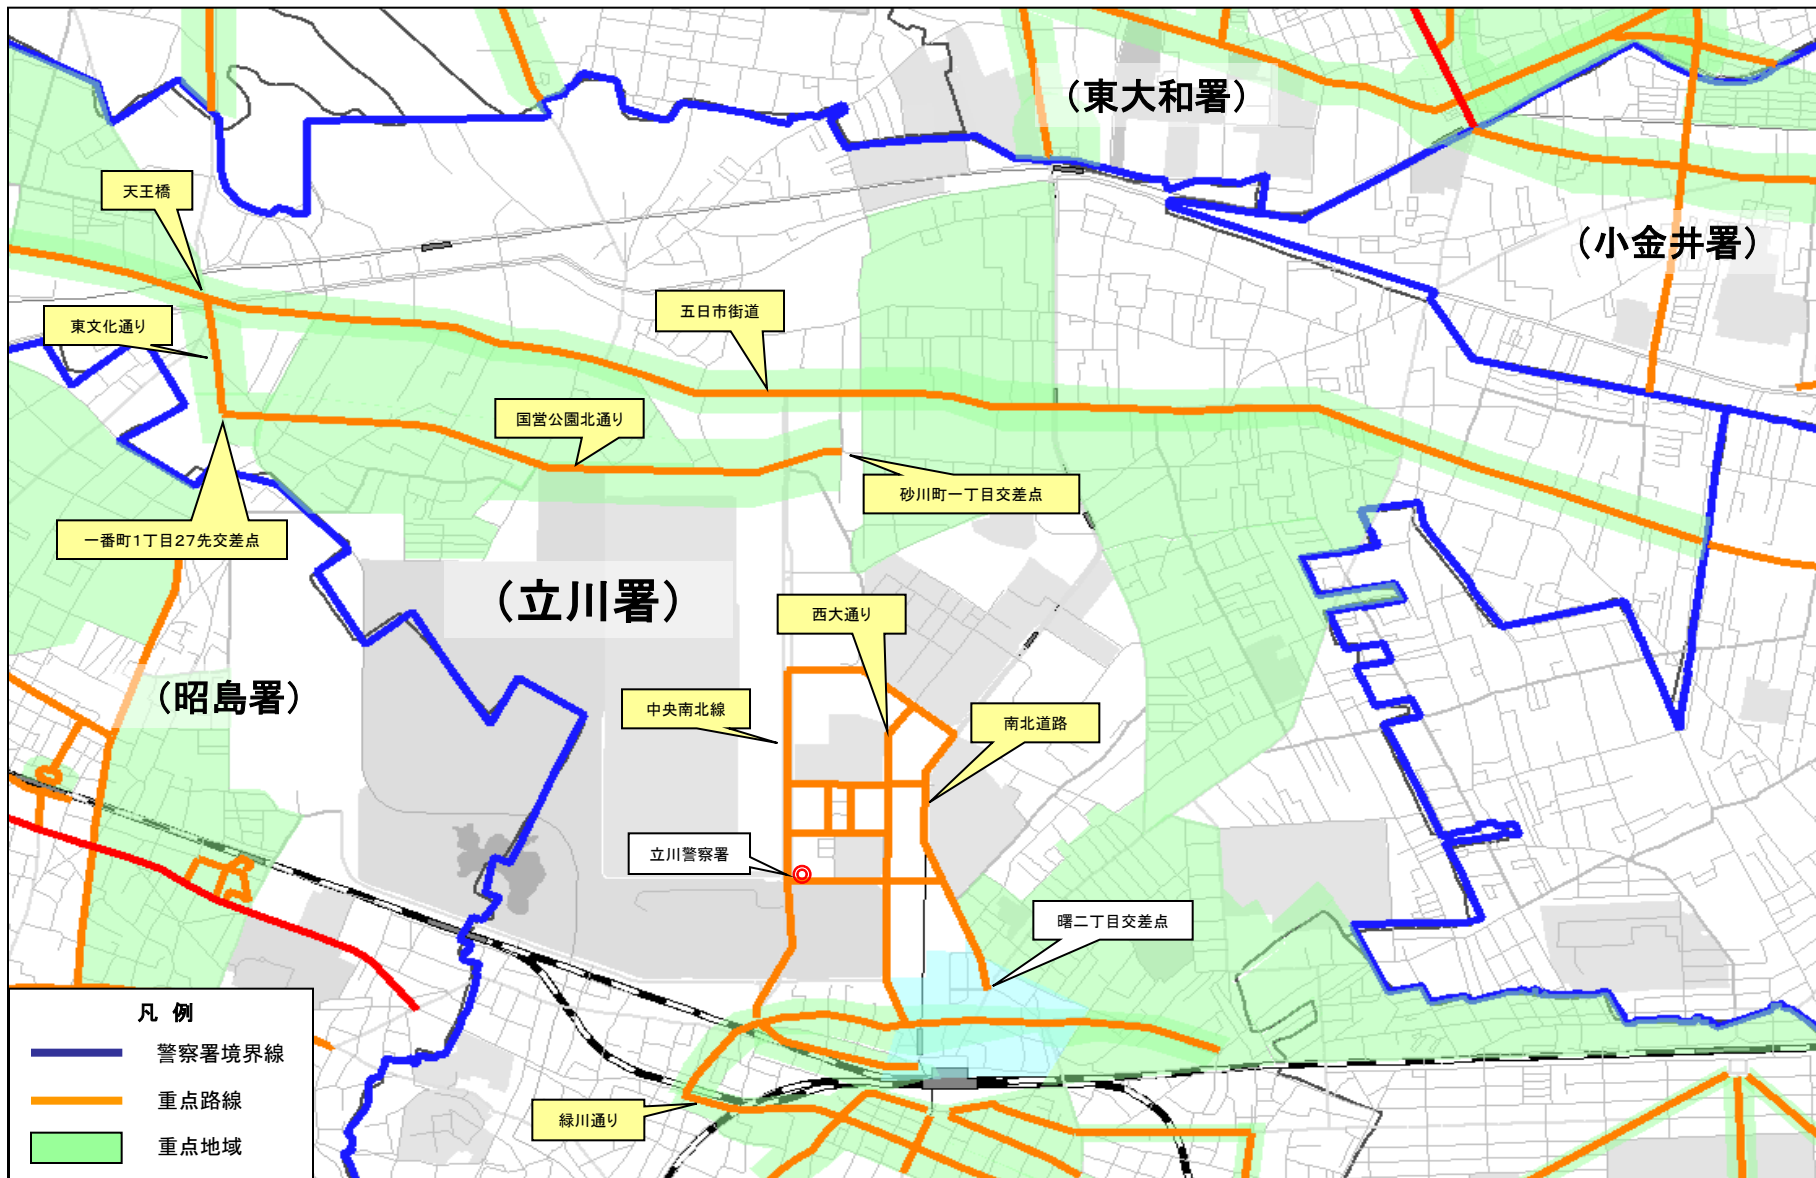 （東大和署）
天王橋
（小金井署）
東文化通り
五日市街道
国営公園北通り
砂川町一丁目交差点
一番町1丁目27先交差点
（立川署）
西大通り
（昭島署）
中央南北線
南北道路
立川警察署
曙二丁目交差点
緑川通り
凡 例
警察署境界線
重点路線
重点地域